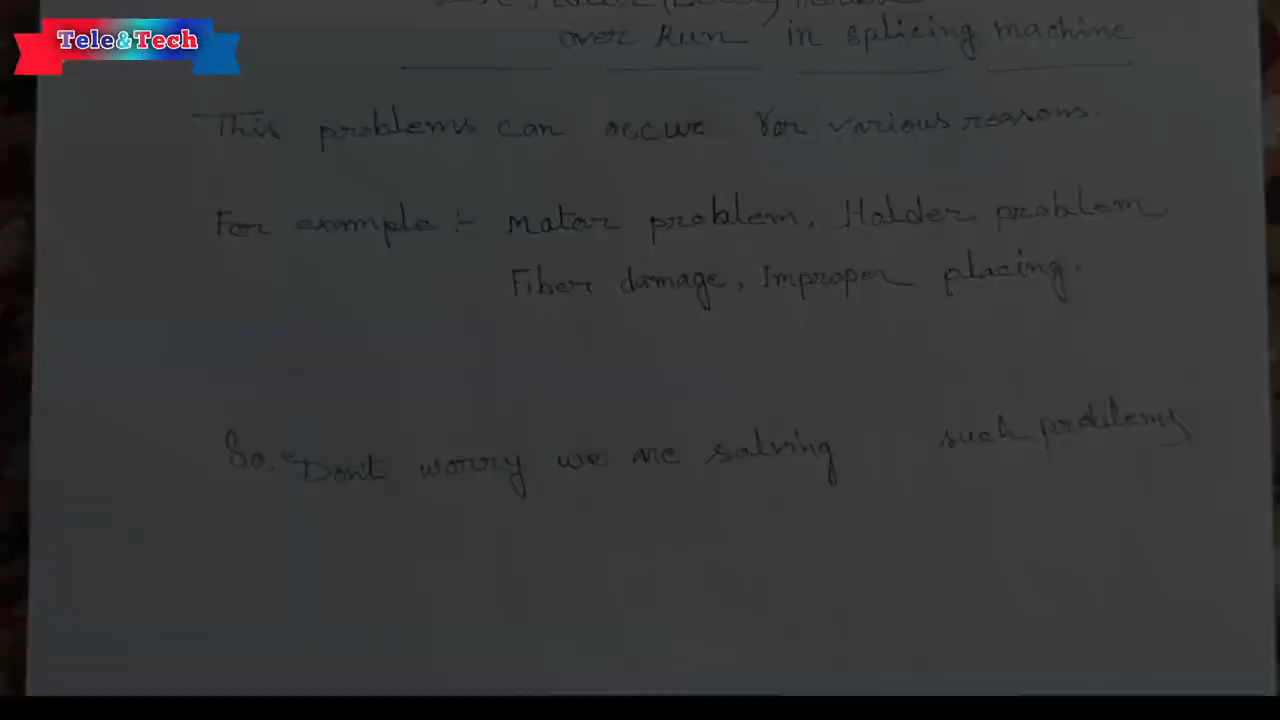 Tele&Tech
over Run in splicing machine
This problems can occur for various reasons.
For example :- Motor problem, Holder problem
Fiber damage, Improper placing.
So, Don't worry we are solving such problems